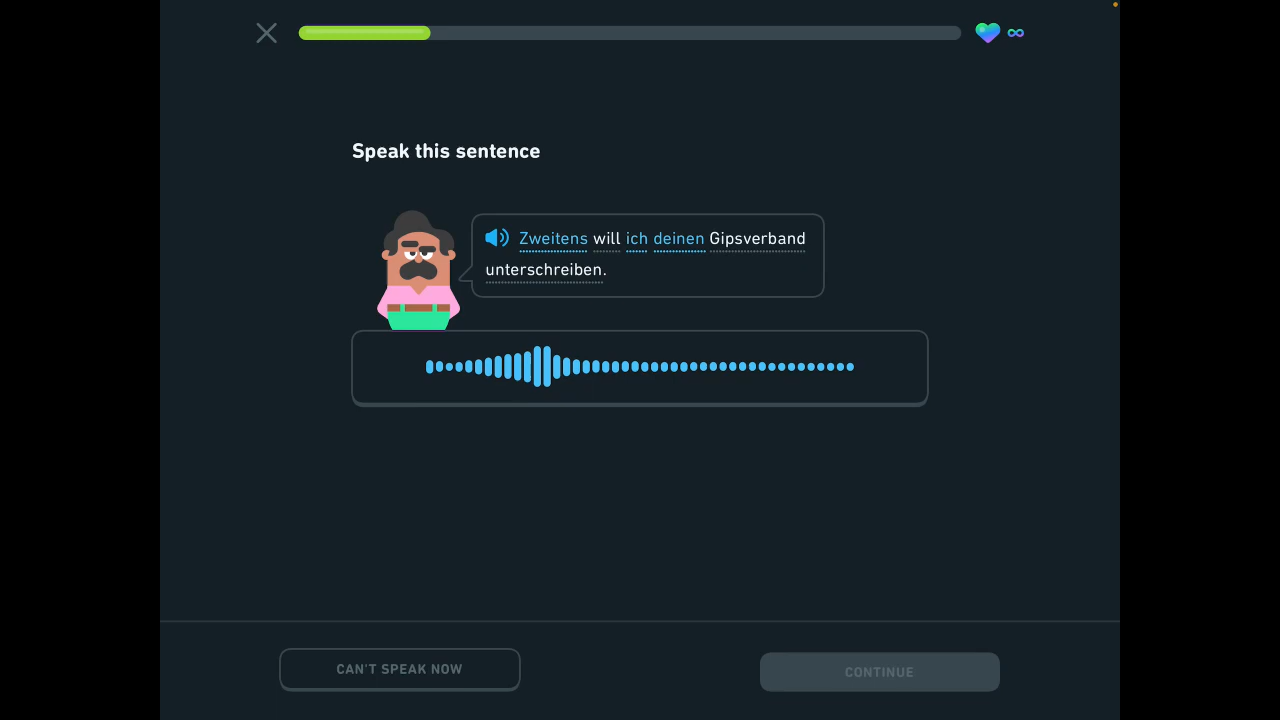 Speak this sentence
Zweitens will ich deinen Gipsverband
unterschreiben.
CAN'T SPEAK NOW
CONTINUE